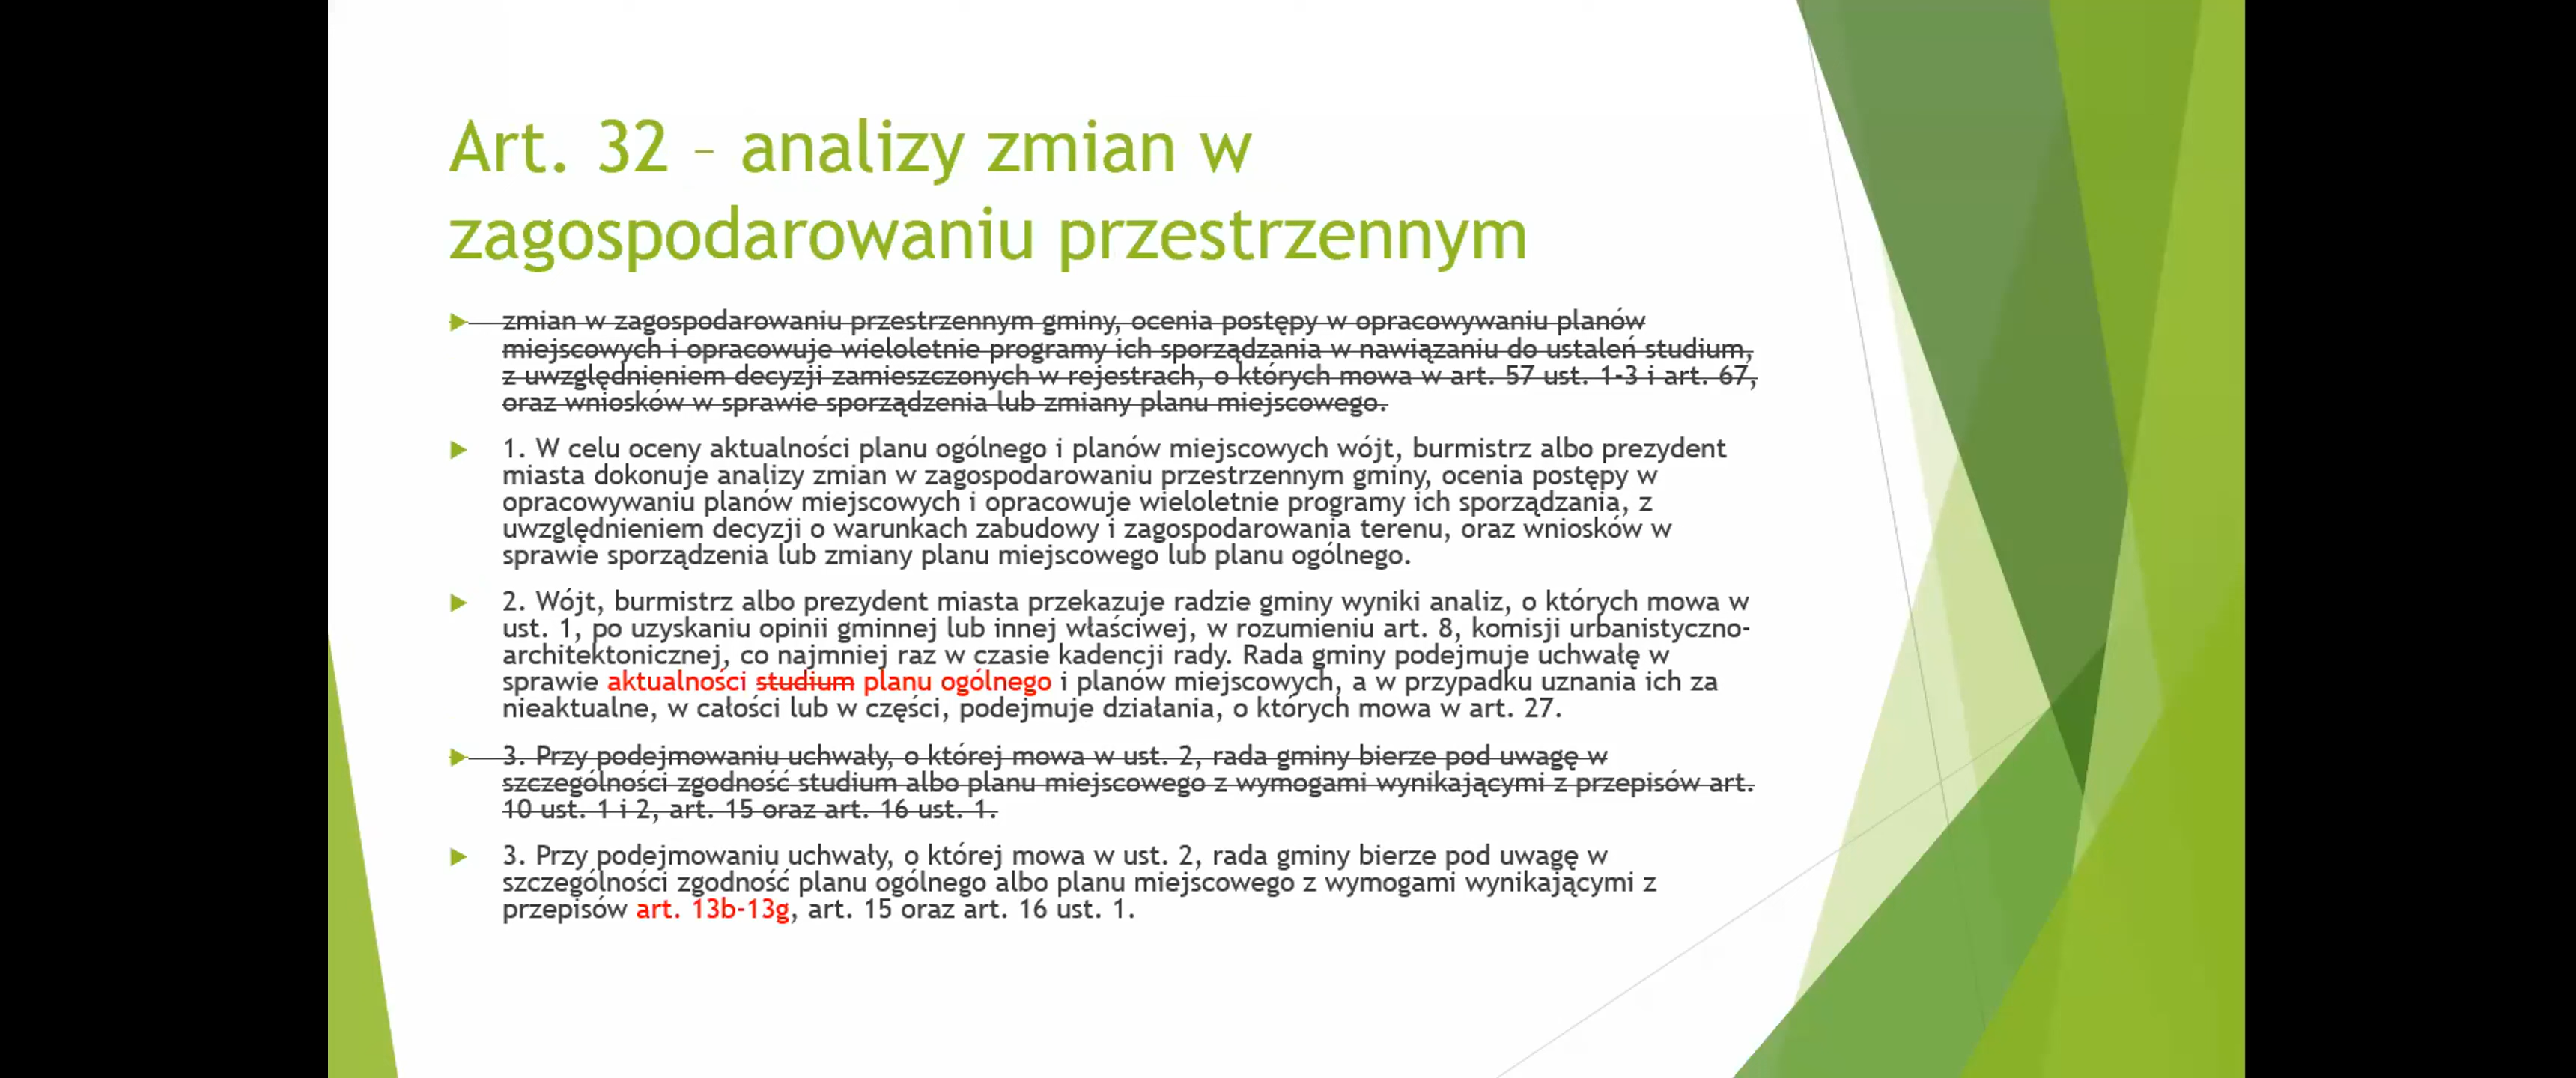 Art. 32 – analizy zmian w
zagospodarowaniu przestrzennym
zmian w zagospodarowaniu przestrzennym gminy, ocenia postępy w opracowywaniu planów
miejscowych i opracowuje wieloletnie programy ich sporządzania w nawiązaniu do ustaleń studium,
z uwzględnieniem decyzji zamieszczonych w rejestrach, o których mowa w art. 57 ust. 1-3 i art. 67,
oraz wniosków w sprawie sporządzenia lub zmiany planu miejscowego.
1. W celu oceny aktualności planu ogólnego i planów miejscowych wójt, burmistrz albo prezydent
miasta dokonuje analizy zmian w zagospodarowaniu przestrzennym gminy, ocenia postępy w
opracowywaniu planów miejscowych i opracowuje wieloletnie programy ich sporządzania, z
uwzględnieniem decyzji o warunkach zabudowy i zagospodarowania terenu, oraz wniosków w
sprawie sporządzenia lub zmiany planu miejscowego lub planu ogólnego.
2. Wójt, burmistrz albo prezydent miasta przekazuje radzie gminy wyniki analiz, o których mowa w
ust. 1, po uzyskaniu opinii gminnej lub innej właściwej, w rozumieniu art. 8, komisji urbanistyczno-
architektonicznej, co najmniej raz w czasie kadencji rady. Rada gminy podejmuje uchwałę w
sprawie aktualności studium planu ogólnego i planów miejscowych, a w przypadku uznania ich za
nieaktualne, w całości lub w części, podejmuje działania, o których mowa w art. 27.
3. Przy podejmowaniu uchwały, o której mowa w ust. 2, rada gminy bierze pod uwagę w
szczególności zgodność studium albo planu miejscowego z wymogami wynikającymi z przepisów art.
10 ust. 1 i 2, art. 15 oraz art. 16 ust. 1.
3. Przy podejmowaniu uchwały, o której mowa w ust. 2, rada gminy bierze pod uwagę w
szczególności zgodność planu ogólnego albo planu miejscowego z wymogami wynikającymi z
przepisów art. 13b-13g, art. 15 oraz art. 16 ust. 1.